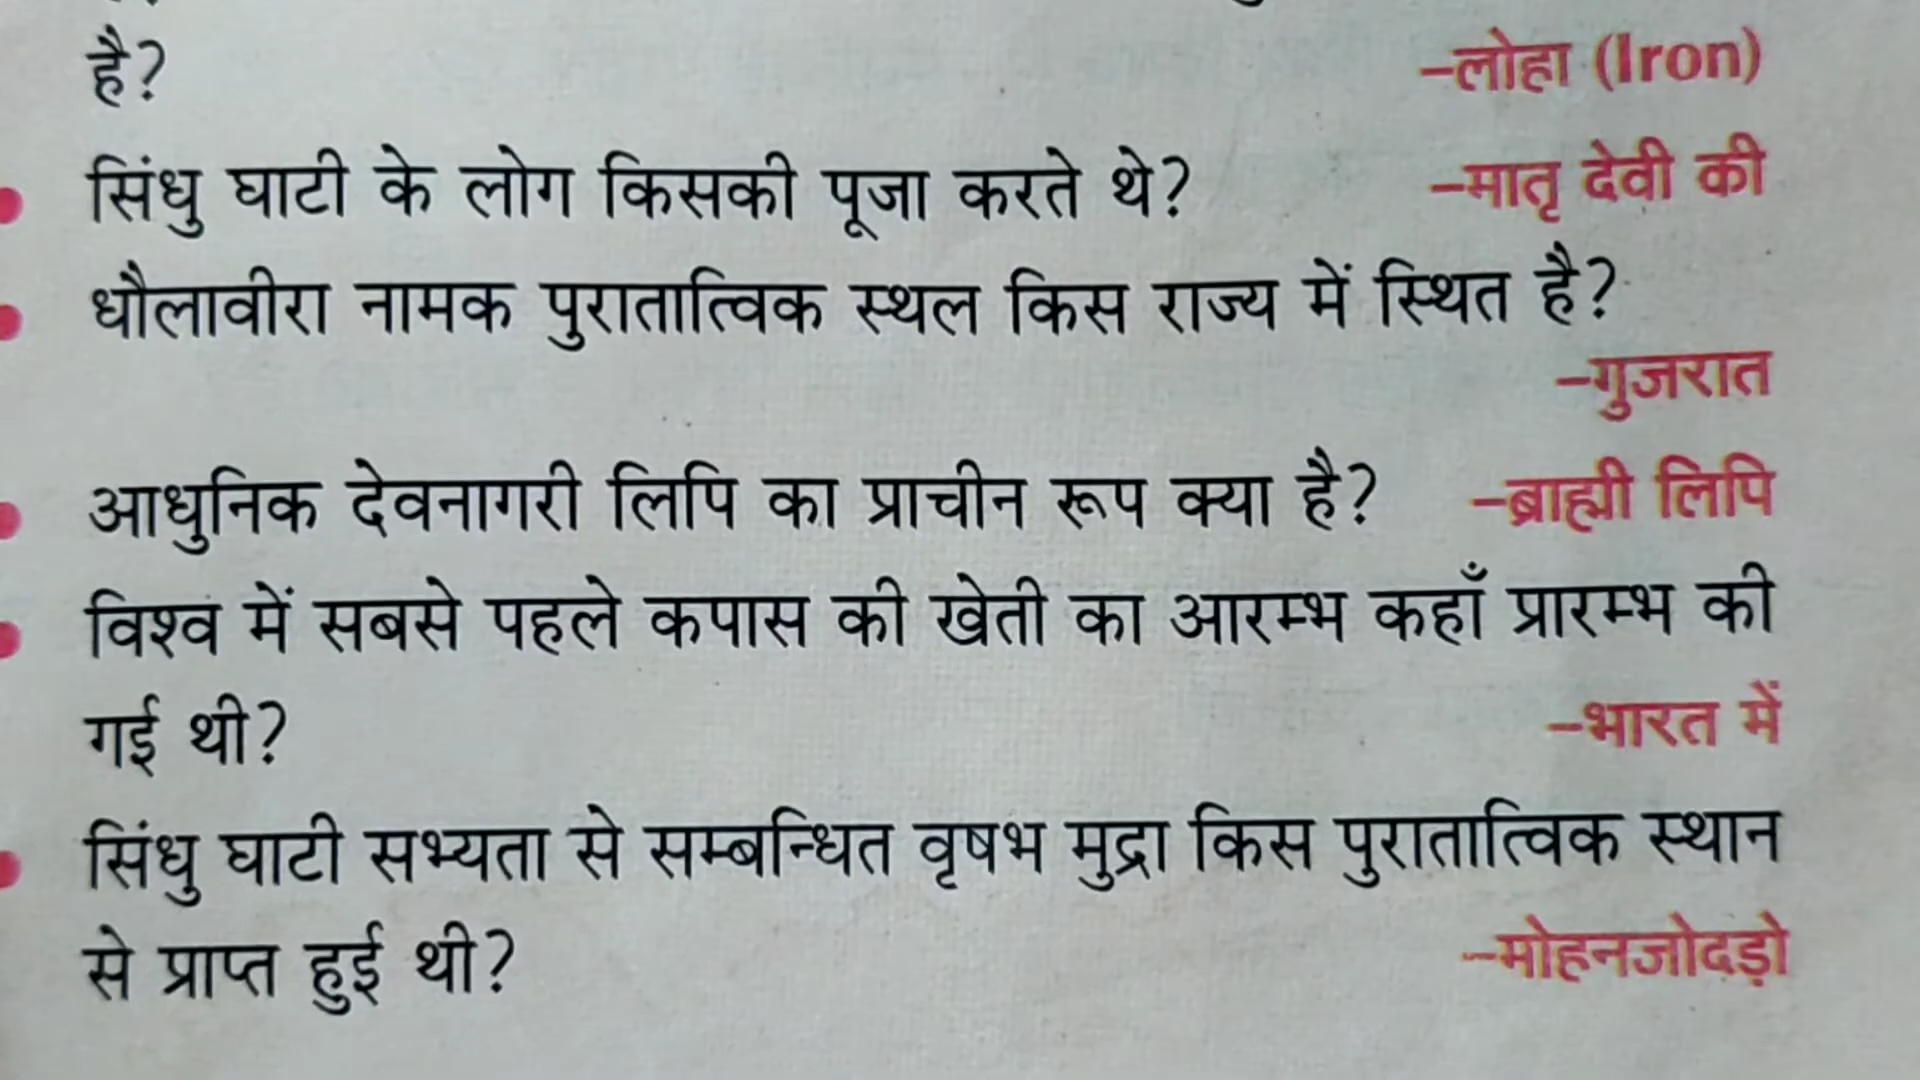 है? –लोहा (Iron)
सिंधु घाटी के लोग किसकी पूजा करते थे? –मातृ देवी की
धौलावीरा नामक पुरातात्विक स्थल किस राज्य में स्थित है?
–गुजरात
आधुनिक देवनागरी लिपि का प्राचीन रूप क्या है? –ब्राह्मी लिपि
विश्व में सबसे पहले कपास की खेती का आरम्भ कहाँ प्रारम्भ की
गई थी? –भारत में
सिंधु घाटी सभ्यता से सम्बन्धित वृषभ मुद्रा किस पुरातात्विक स्थान
से प्राप्त हुई थी? –मोहनजोदड़ो